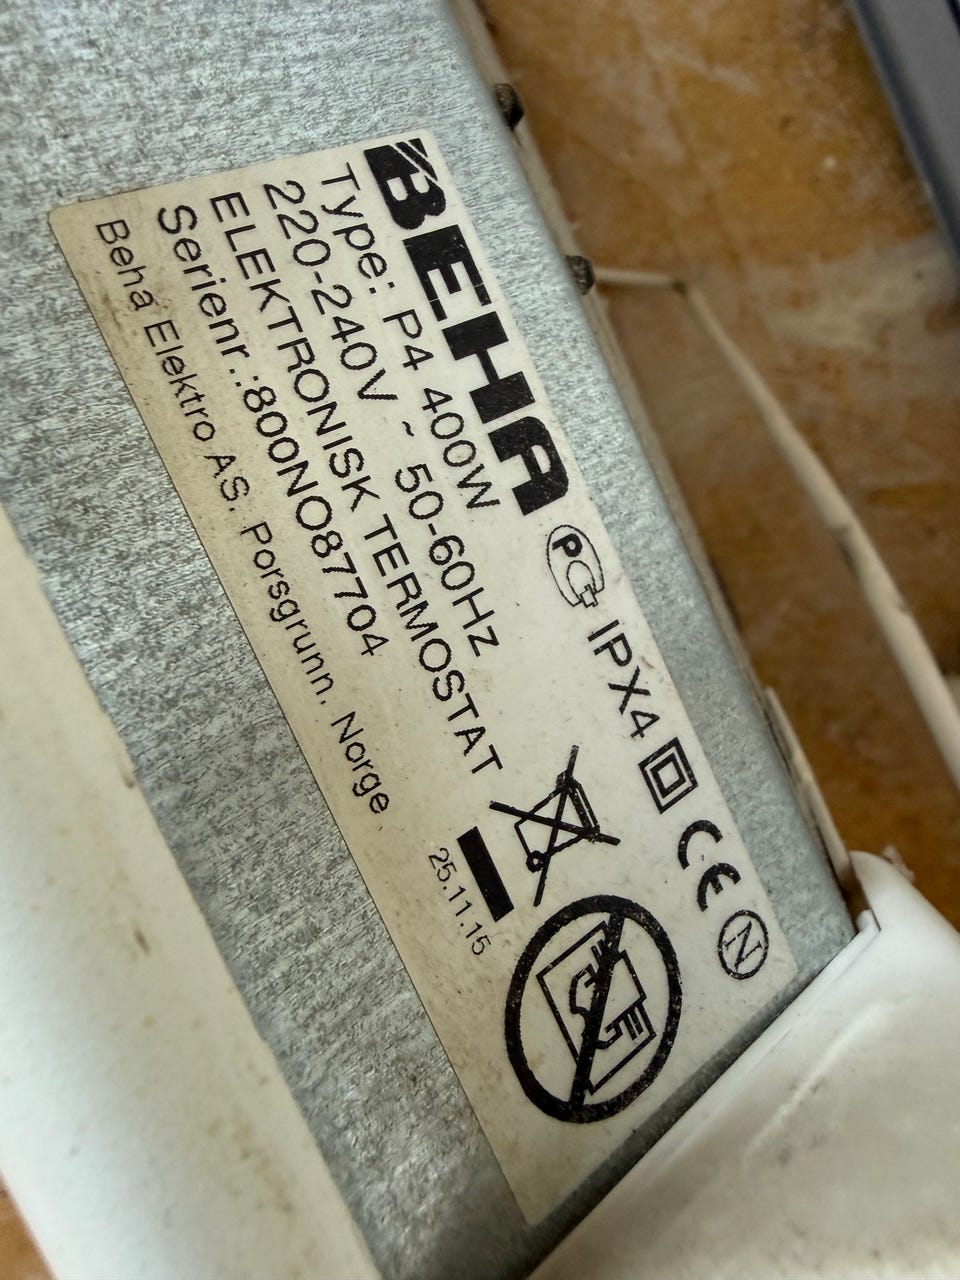 BEHA
PC IPX4 CE N
Type: P4 400W
220-240V ~ 50-60Hz
ELEKTRONISK TERMOSTAT
Serienr.:800NO87704
Beha Elektro AS. Porsgrunn. Norge
25.11.15